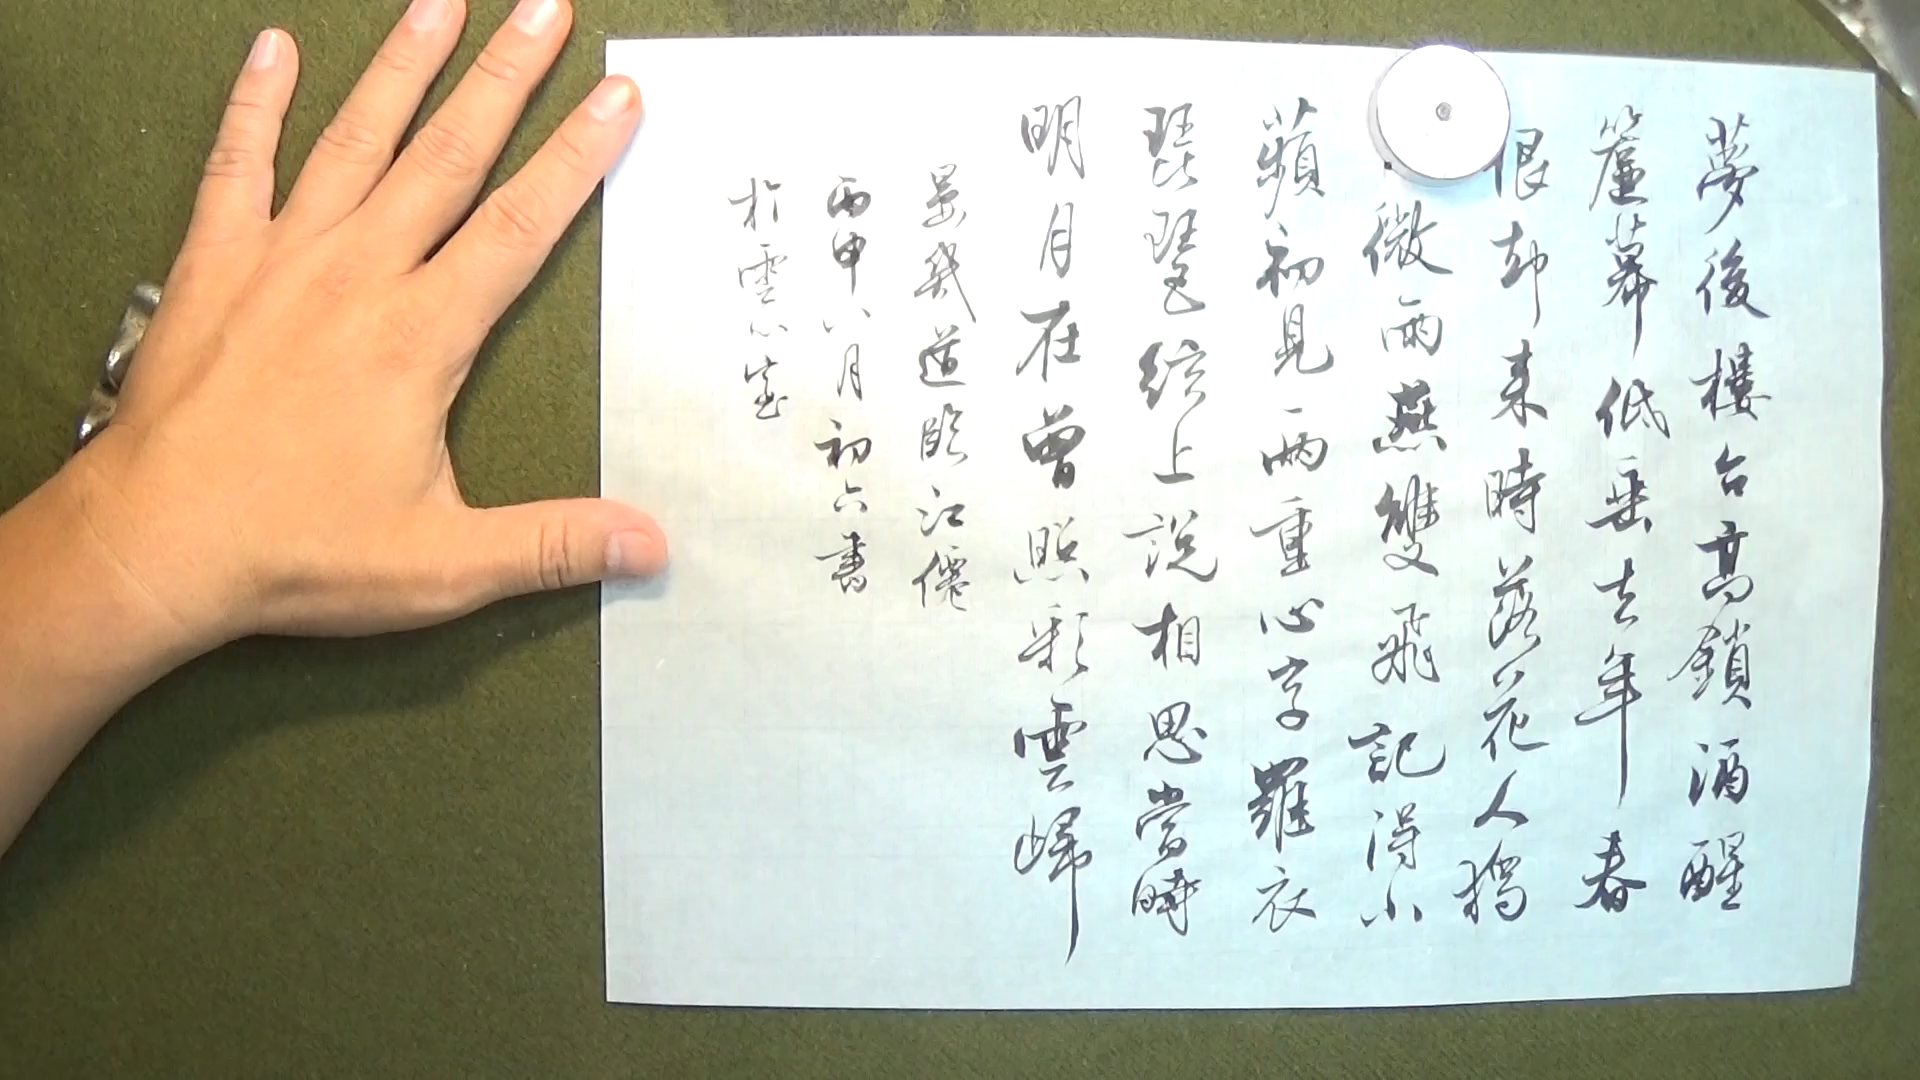 夢後樓台高鎖酒醒
簾幕低垂去年春
恨却来時落花人獨
微雨燕雙飛記得小
蘋初見兩重心字羅衣
琵琶絃上說相思當時
明月在曾照彩雲歸
晏幾道臨江僊
丙申八月初六書
於雲心室